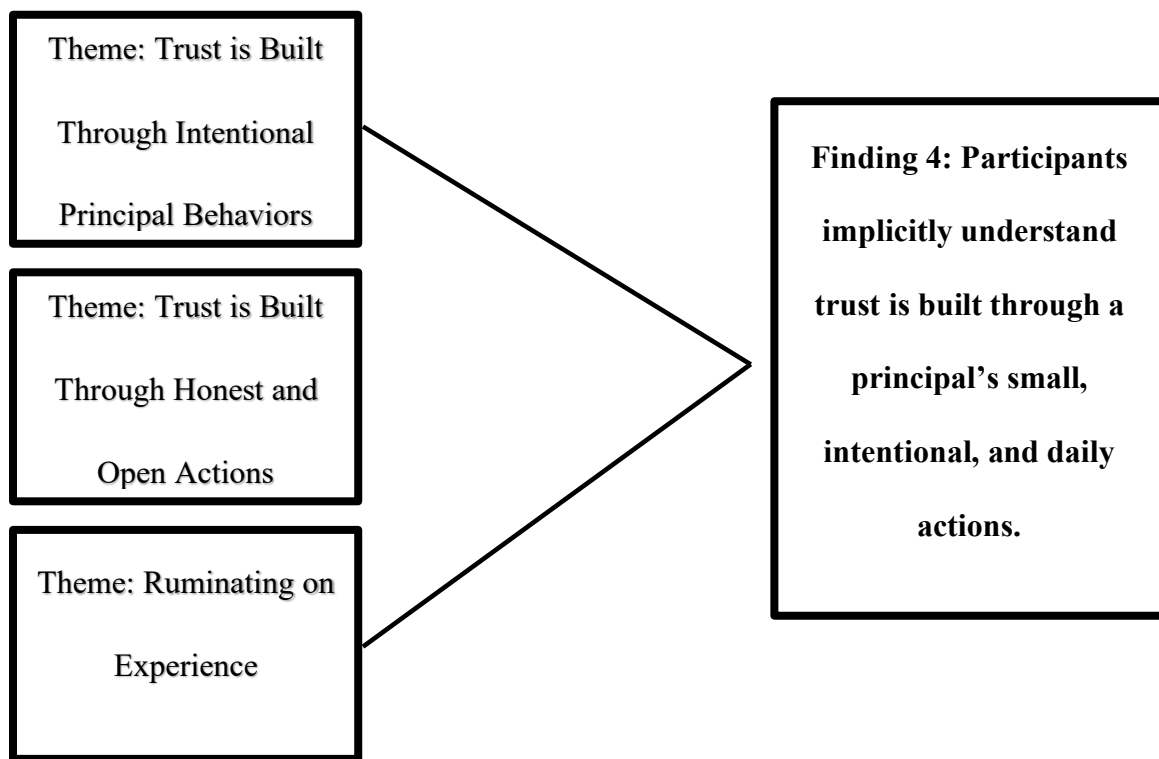 Theme: Trust is Built
Through Intentional
Principal Behaviors
Theme: Trust is Built
Through Honest and
Open Actions
Theme: Ruminating on
Experience
Finding 4: Participants
implicitly understand
trust is built through a
principal’s small,
intentional, and daily
actions.